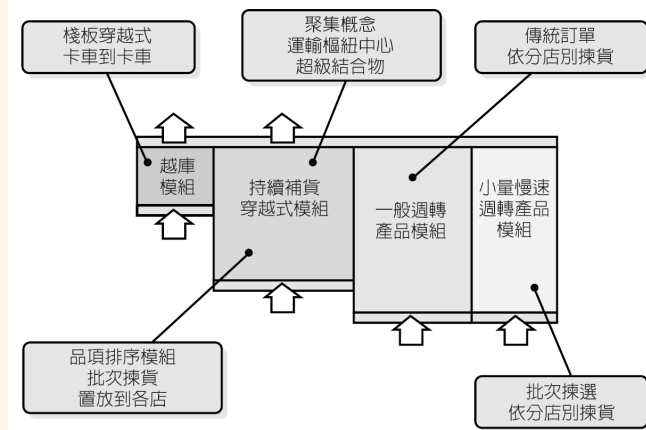 棧板穿越式
卡車到卡車
聚集概念
運輸樞紐中心
超級結合物
傳統訂單
依分店別揀貨
越庫
模組
持續補貨
穿越式模組
一般週轉
產品模組
小量慢速
週轉產品
模組
品項排序模組
批次揀貨
置放到各店
批次揀選
依分店別揀貨